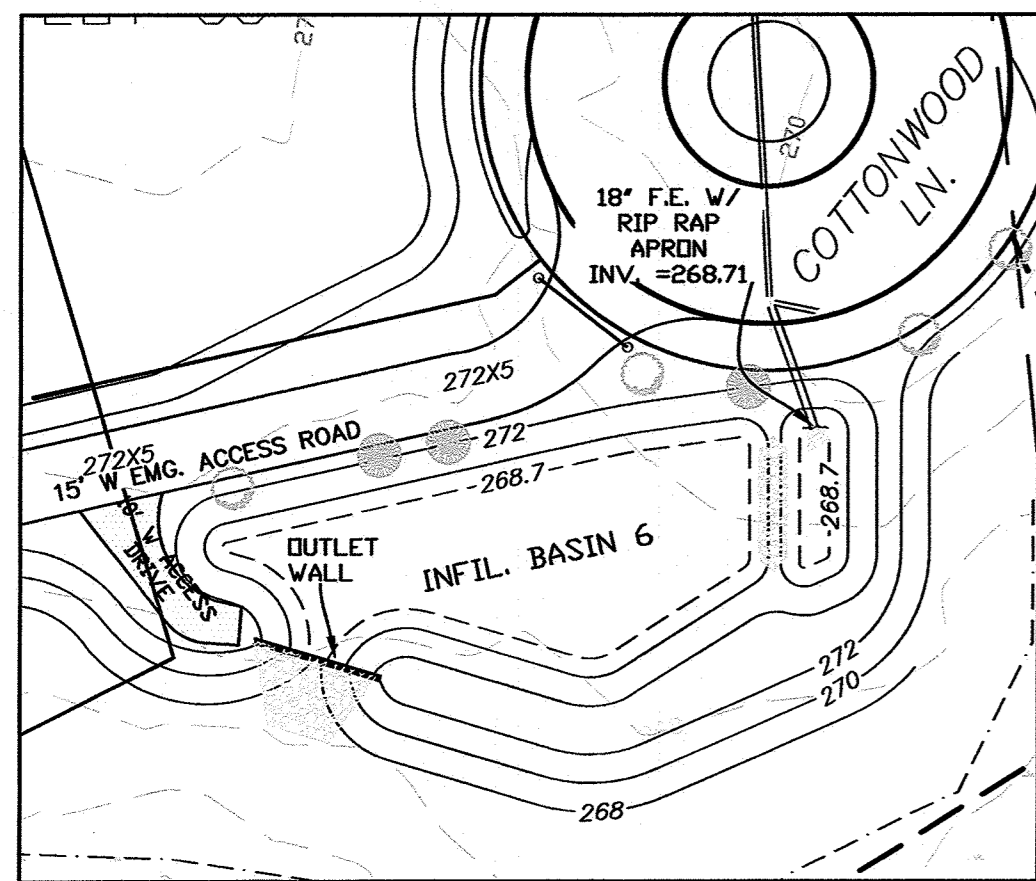 270
COTTONWOOD
LN.
18" F.E. W/
RIP RAP
APRON
INV. =268.71
272X5
272
272X5
15' W EMG. ACCESS ROAD
268.7
268.7
W ACCESS
DRIVE
OUTLET
WALL
INFIL. BASIN 6
272
270
268